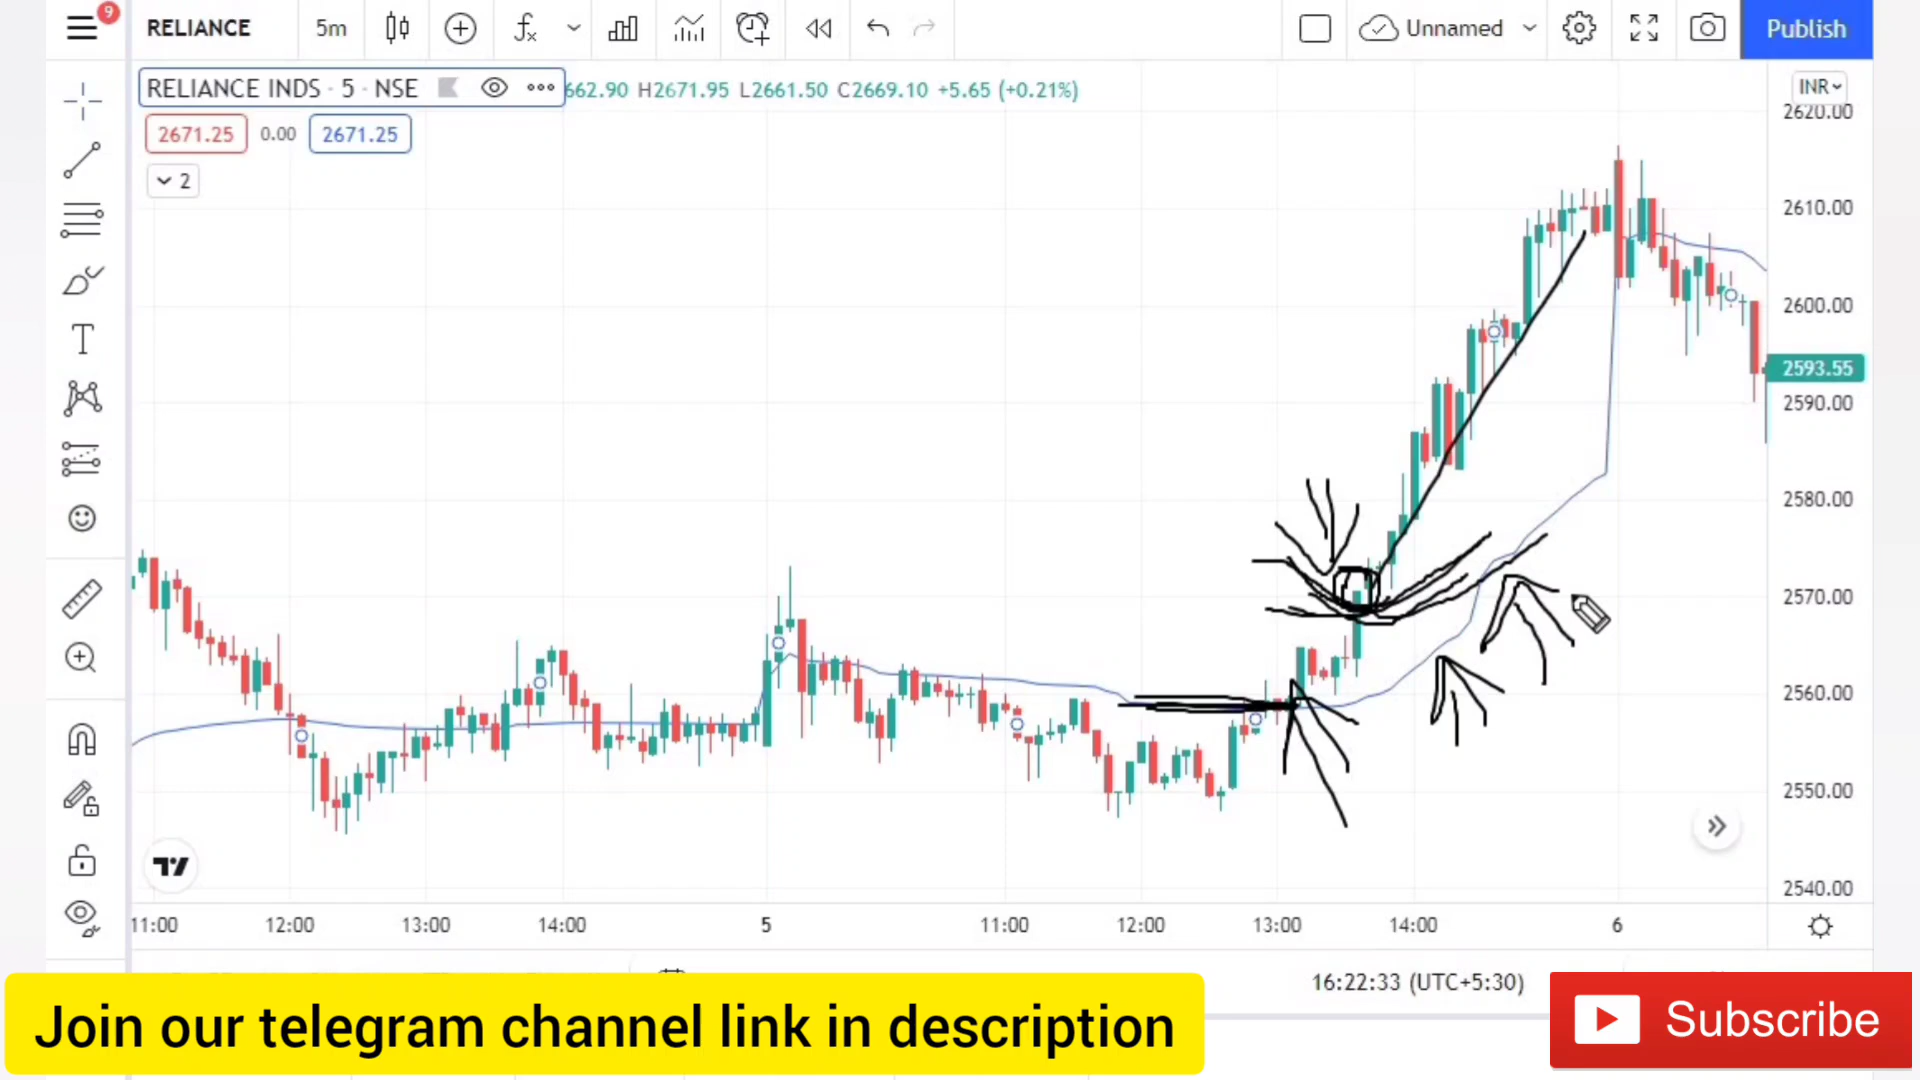 9
RELIANCE
5m
Unnamed
Publish
RELIANCE INDS · 5 · NSE
662.90 H2671.95 L2661.50 C2669.10 +5.65 (+0.21%)
INR
2671.25
0.00
2671.25
2
2620.00
2610.00
2600.00
2593.55
2590.00
2580.00
2570.00
2560.00
2550.00
2540.00
11:00 12:00 13:00 14:00 5 11:00 12:00 13:00 14:00 6
16:22:33 (UTC+5:30)
Join our telegram channel link in description
Subscribe